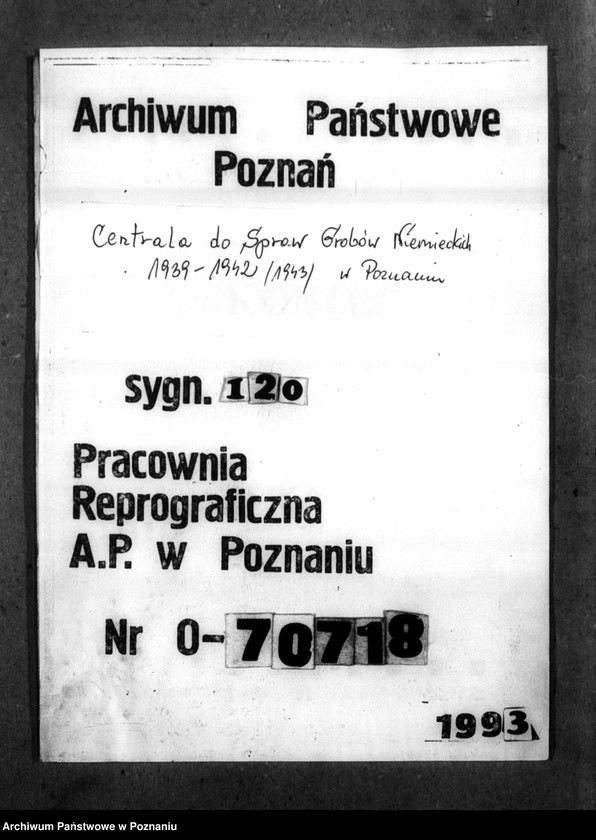 Archiwum Państwowe
Poznań
Centrala do Spraw Grobów Niemieckich
1939-1942 /1943/ w Poznaniu
sygn. 120
Pracownia
Reprograficzna
A.P. w Poznaniu
Nr 0-70718
1993
Archiwum Państwowe w Poznaniu